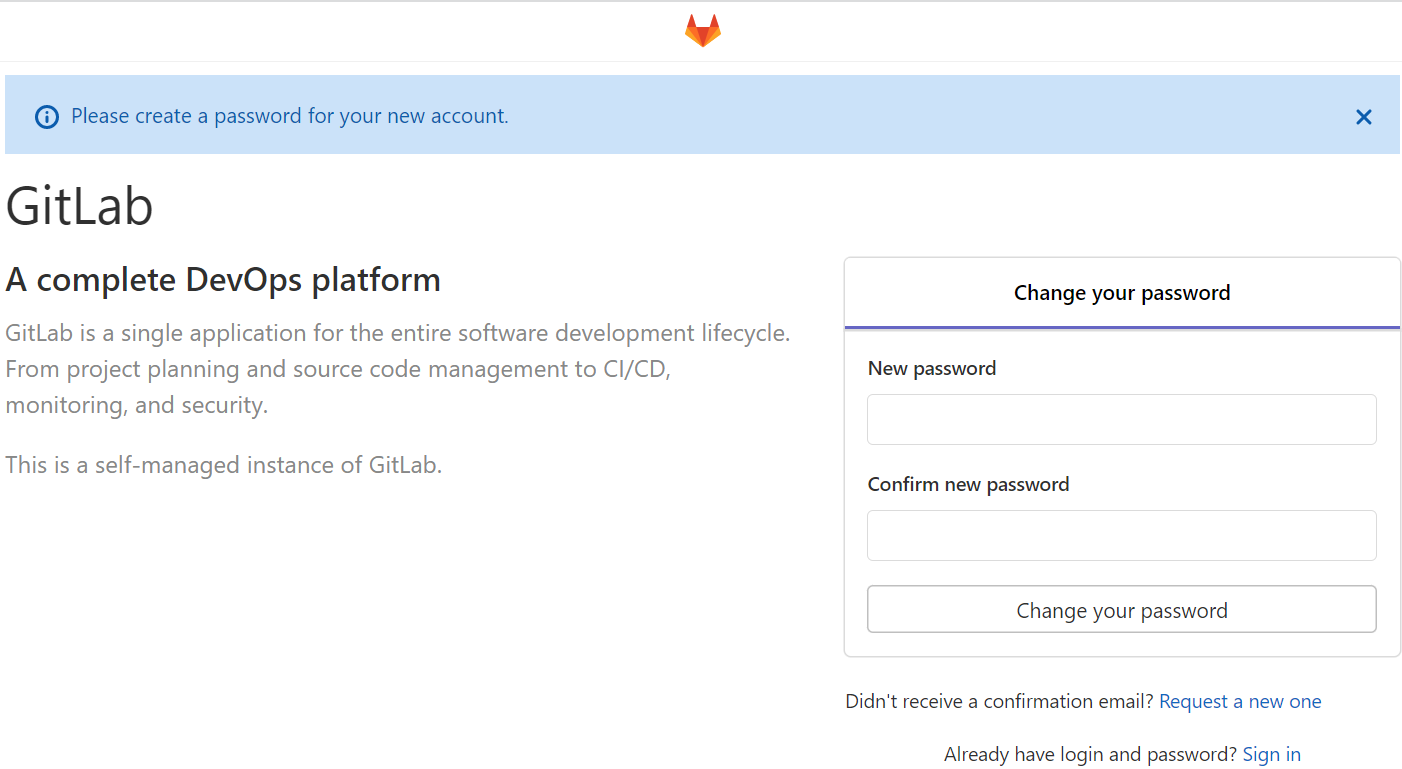 Please create a password for your new account.
GitLab
A complete DevOps platform
GitLab is a single application for the entire software development lifecycle.
From project planning and source code management to CI/CD,
monitoring, and security.
This is a self-managed instance of GitLab.
Change your password
New password
Confirm new password
Change your password
Didn't receive a confirmation email? Request a new one
Already have login and password? Sign in